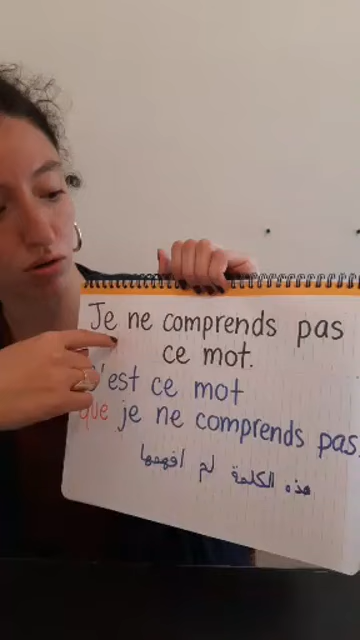 Je ne comprends pas
ce mot.
c'est ce mot
que je ne comprends pas.
هذه الكلمة لم افهمها